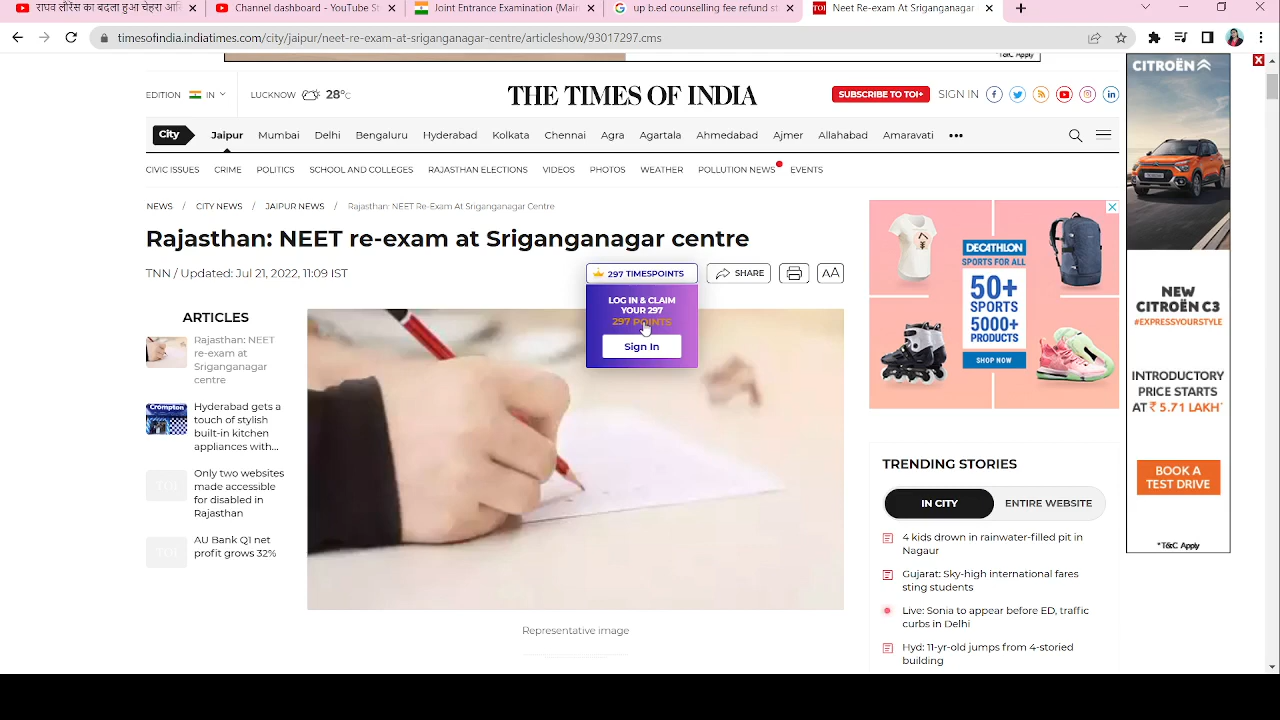 राघव लॉरेंस का बदला हुआ चेहरा
Channel dashboard - YouTube St
Joint Entrance Examination (Main
up b.ed counselling fee refund st
TOI Neet Re-exam At Sriganganagar
timesofindia.indiatimes.com/city/jaipur/neet-re-exam-at-sriganganagar-centre/articleshow/93017297.cms
*T&C Apply
CITROËN
EDITION IN LUCKNOW 28°C
THE TIMES OF INDIA
SUBSCRIBE TO TOI+ SIGN IN
City Jaipur Mumbai Delhi Bengaluru Hyderabad Kolkata Chennai Agra Agartala Ahmedabad Ajmer Allahabad Amaravati
CIVIC ISSUES CRIME POLITICS SCHOOL AND COLLEGES RAJASTHAN ELECTIONS VIDEOS PHOTOS WEATHER POLLUTION NEWS EVENTS
NEWS / CITY NEWS / JAIPUR NEWS / Rajasthan: NEET Re-Exam At Sriganganagar Centre
Rajasthan: NEET re-exam at Sriganganagar centre
TNN / Updated: Jul 21, 2022, 11:03 IST
297 TIMESPOINTS
SHARE
AA
LOG IN & CLAIM
YOUR 297
297 POINTS
Sign In
ARTICLES
Rajasthan: NEET
re-exam at
Sriganganagar
centre
Crompton
Hyderabad gets a
touch of stylish
built-in kitchen
appliances with...
TOI
Only two websites
made accessible
for disabled in
Rajasthan
TOI
AU Bank Q1 net
profit grows 32%
Representative image
DECATHLON
SPORTS FOR ALL
50+
SPORTS
5000+
PRODUCTS
SHOP NOW
TRENDING STORIES
IN CITY ENTIRE WEBSITE
4 kids drown in rainwater-filled pit in
Nagaur
Gujarat: Sky-high international fares
sting students
Live: Sonia to appear before ED, traffic
curbs in Delhi
Hyd: 11-yr-old jumps from 4-storied
building
NEW
CITROËN C3
#EXPRESSYOURSTYLE
INTRODUCTORY
PRICE STARTS
AT ₹ 5.71 LAKH*
BOOK A
TEST DRIVE
*T&C Apply